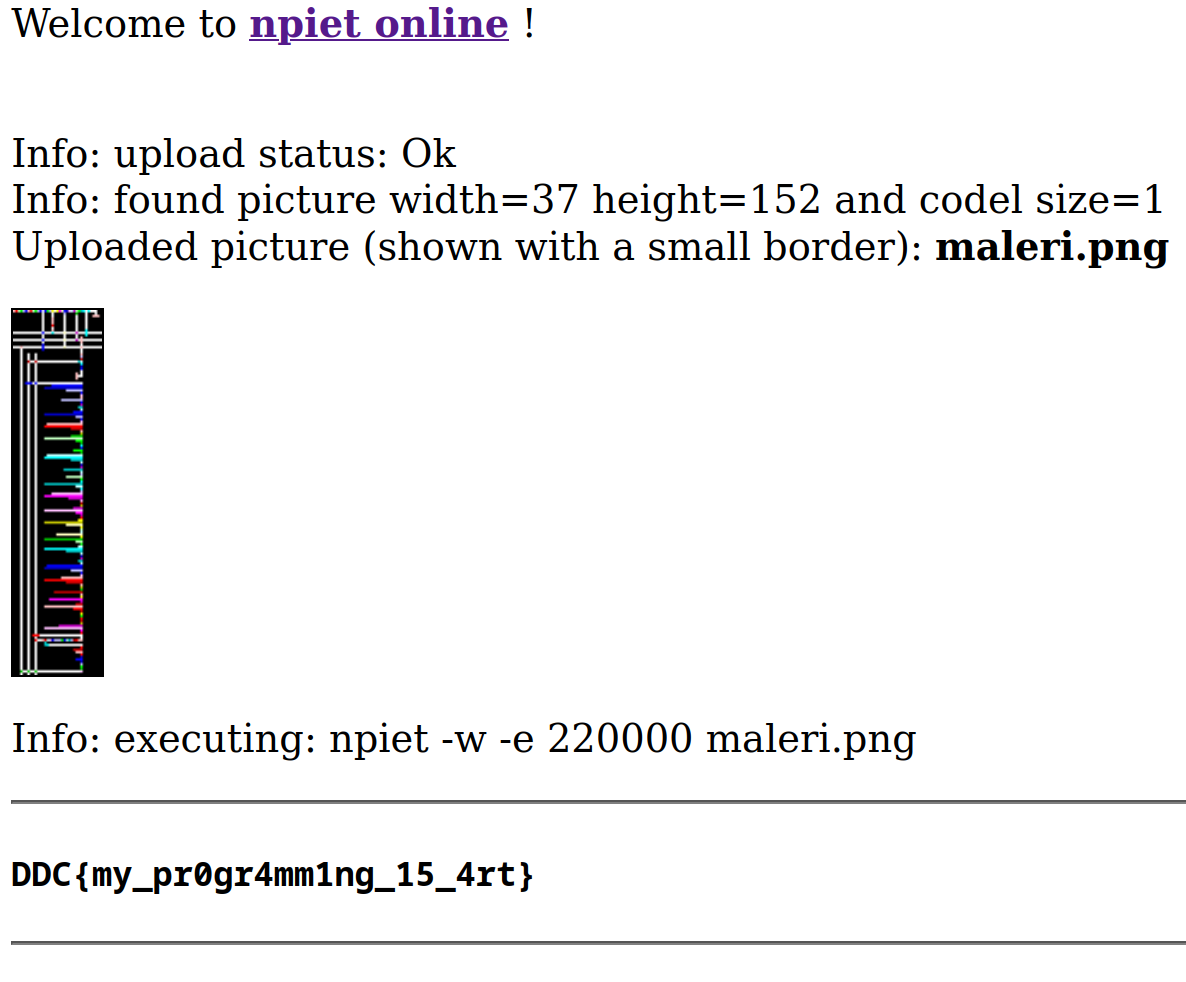 Welcome to npiet online !
Info: upload status: Ok
Info: found picture width=37 height=152 and codel size=1
Uploaded picture (shown with a small border): maleri.png
Info: executing: npiet -w -e 220000 maleri.png
DDC{my_pr0gr4mm1ng_15_4rt}